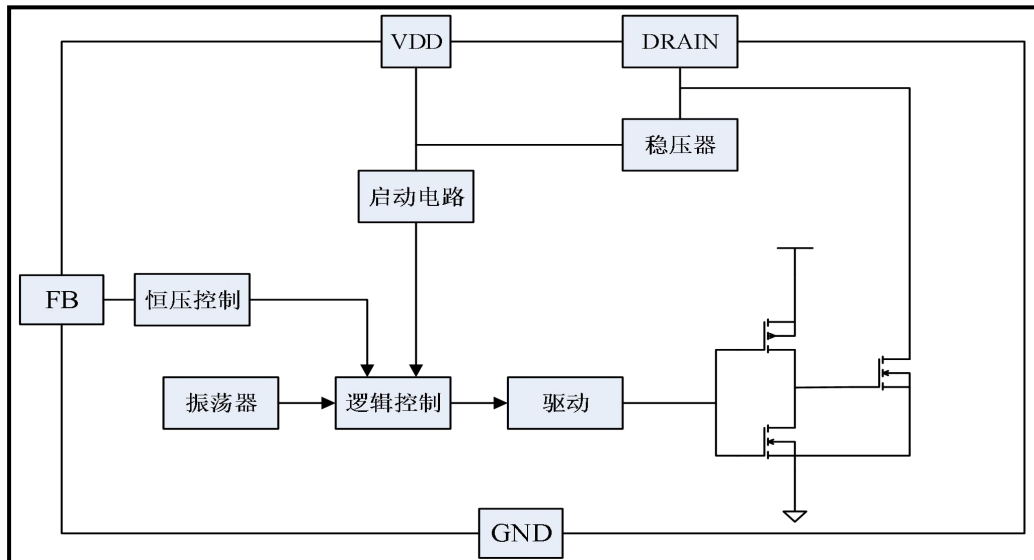 VDD
DRAIN
稳压器
启动电路
FB
恒压控制
振荡器
逻辑控制
驱动
GND